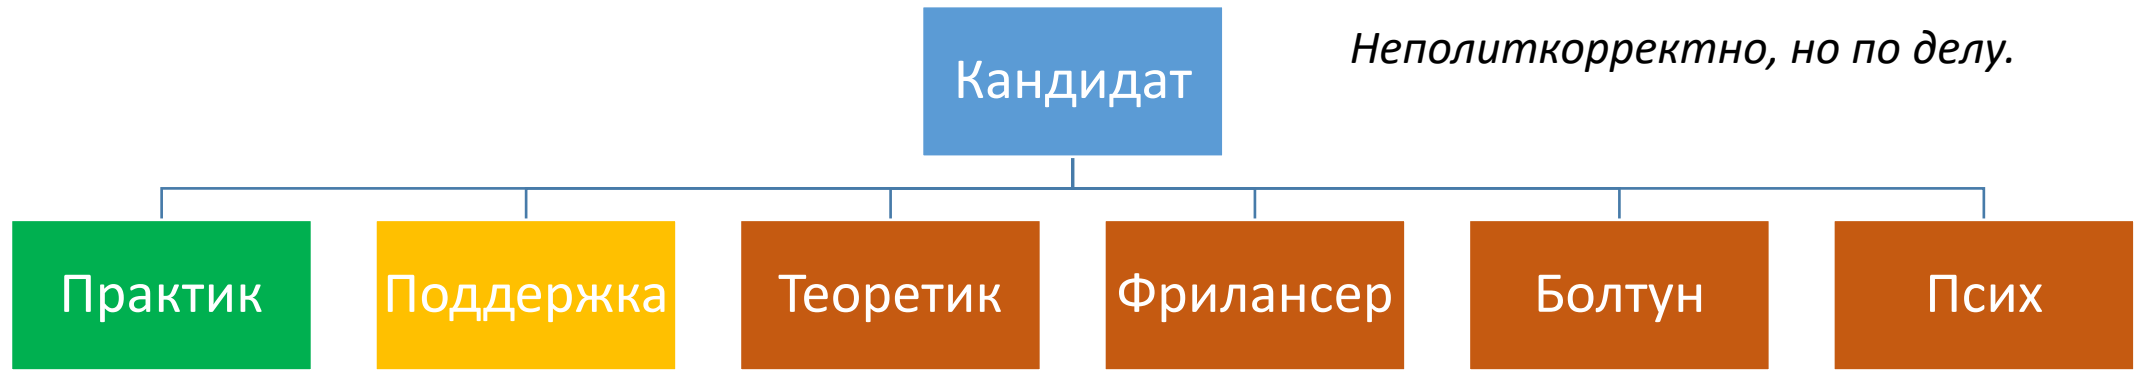 Кандидат
Неполиткорректно, но по делу.
Практик
Поддержка
Теоретик
Фрилансер
Болтун
Псих